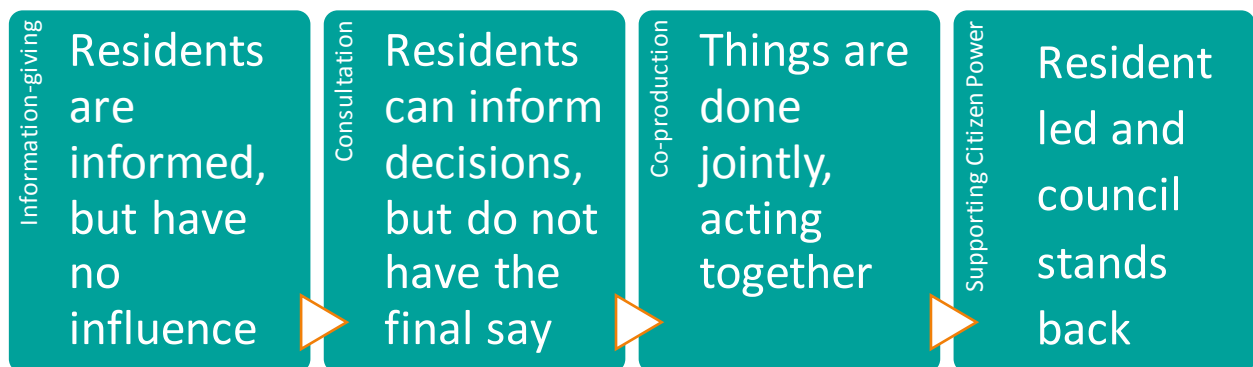 Information-giving
Residents
are
informed,
but have
no
influence
Consultation
Residents
can inform
decisions,
but do not
have the
final say
Co-production
Things are
done
jointly,
acting
together
Supporting Citizen Power
Resident
led and
council
stands
back